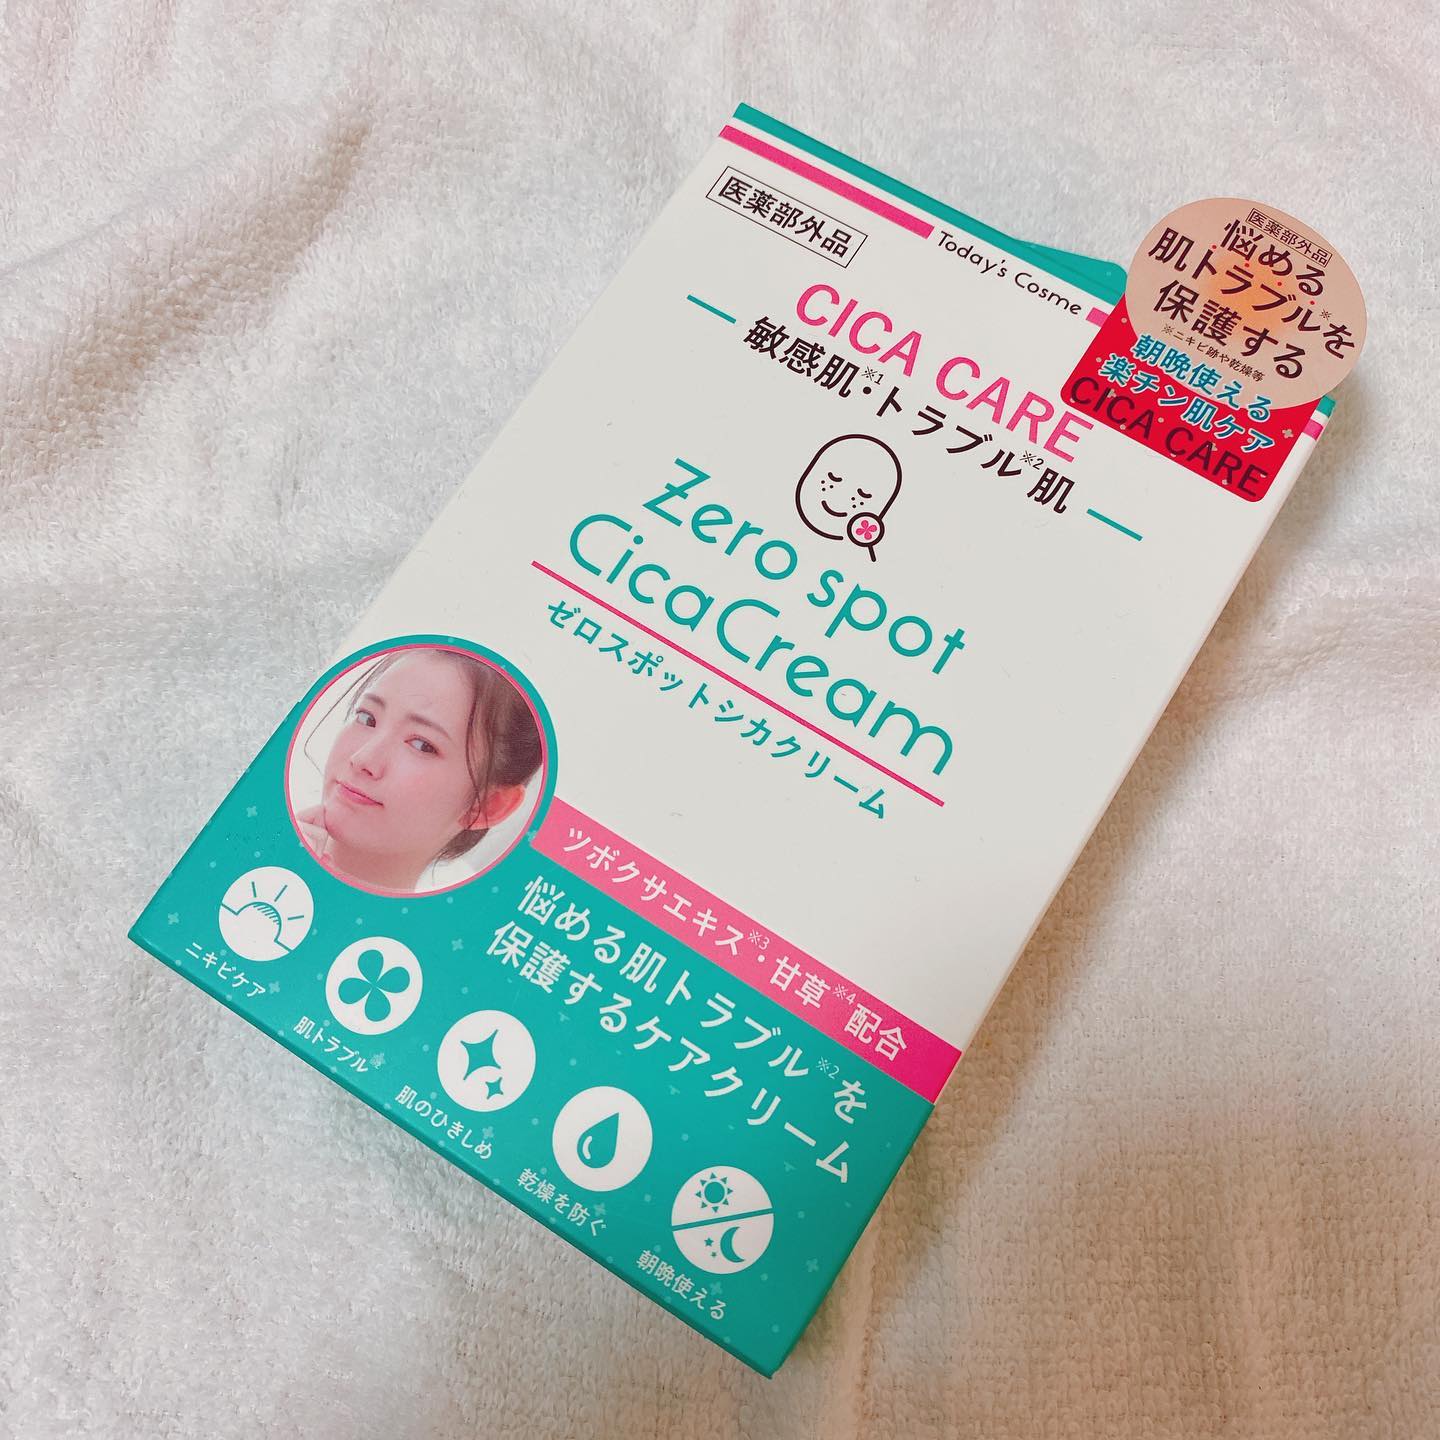 医薬部外品
Today's Cosme
CICA CARE
敏感肌※1・トラブル※2肌
Zero spot
CicaCream
ゼロスポットシカクリーム
医薬部外品
悩める
肌トラブル※を
保護する
※ニキビ跡や乾燥等
朝晩使える
楽チン肌ケア
CICA CARE
ツボクサエキス※3・甘草※4配合
悩める肌トラブル※2を
保護するケアクリーム
ニキビケア
肌トラブル
肌のひきしめ
乾燥を防ぐ
朝晩使える